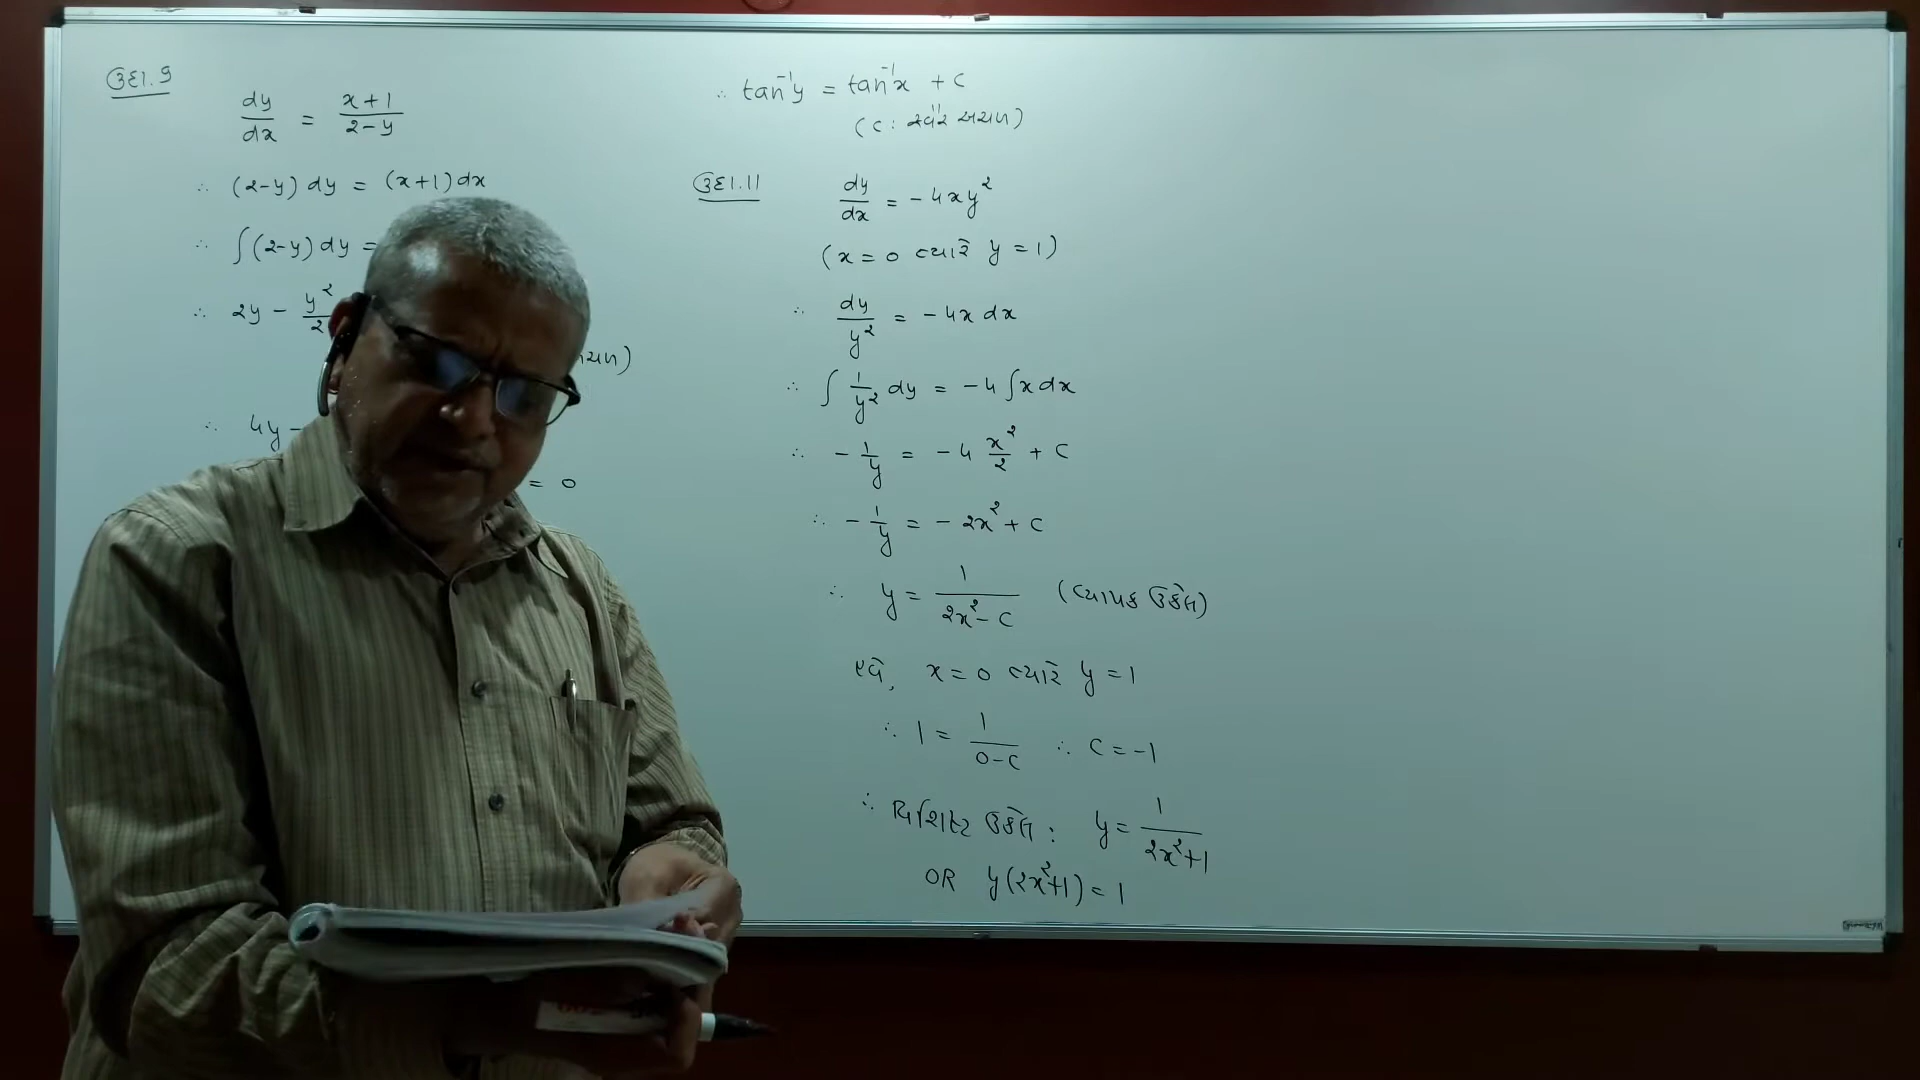 ઉદા. 9
dy/dx = (x+1)/(2-y)
∴ (2-y) dy = (x+1) dx
∴ ∫(2-y) dy =
∴ 2y - y²/2
અચળ)
∴ 4y -
= 0
∴ tan⁻¹y = tan⁻¹x + c
(c : સ્વૈર અચળ)
ઉદા. 11
dy/dx = -4xy²
(x = 0 ત્યારે y = 1)
∴ dy/y² = -4x dx
∴ ∫ 1/y² dy = -4 ∫x dx
∴ -1/y = -4 x²/2 + c
∴ -1/y = -2x² + c
∴ y = 1/(2x² - c) (વ્યાપક ઉકેલ)
હવે, x = 0 ત્યારે y = 1
∴ 1 = 1/(0-c) ∴ c = -1
∴ વિશિષ્ટ ઉકેલ : y = 1/(2x²+1)
OR y(2x²+1) = 1